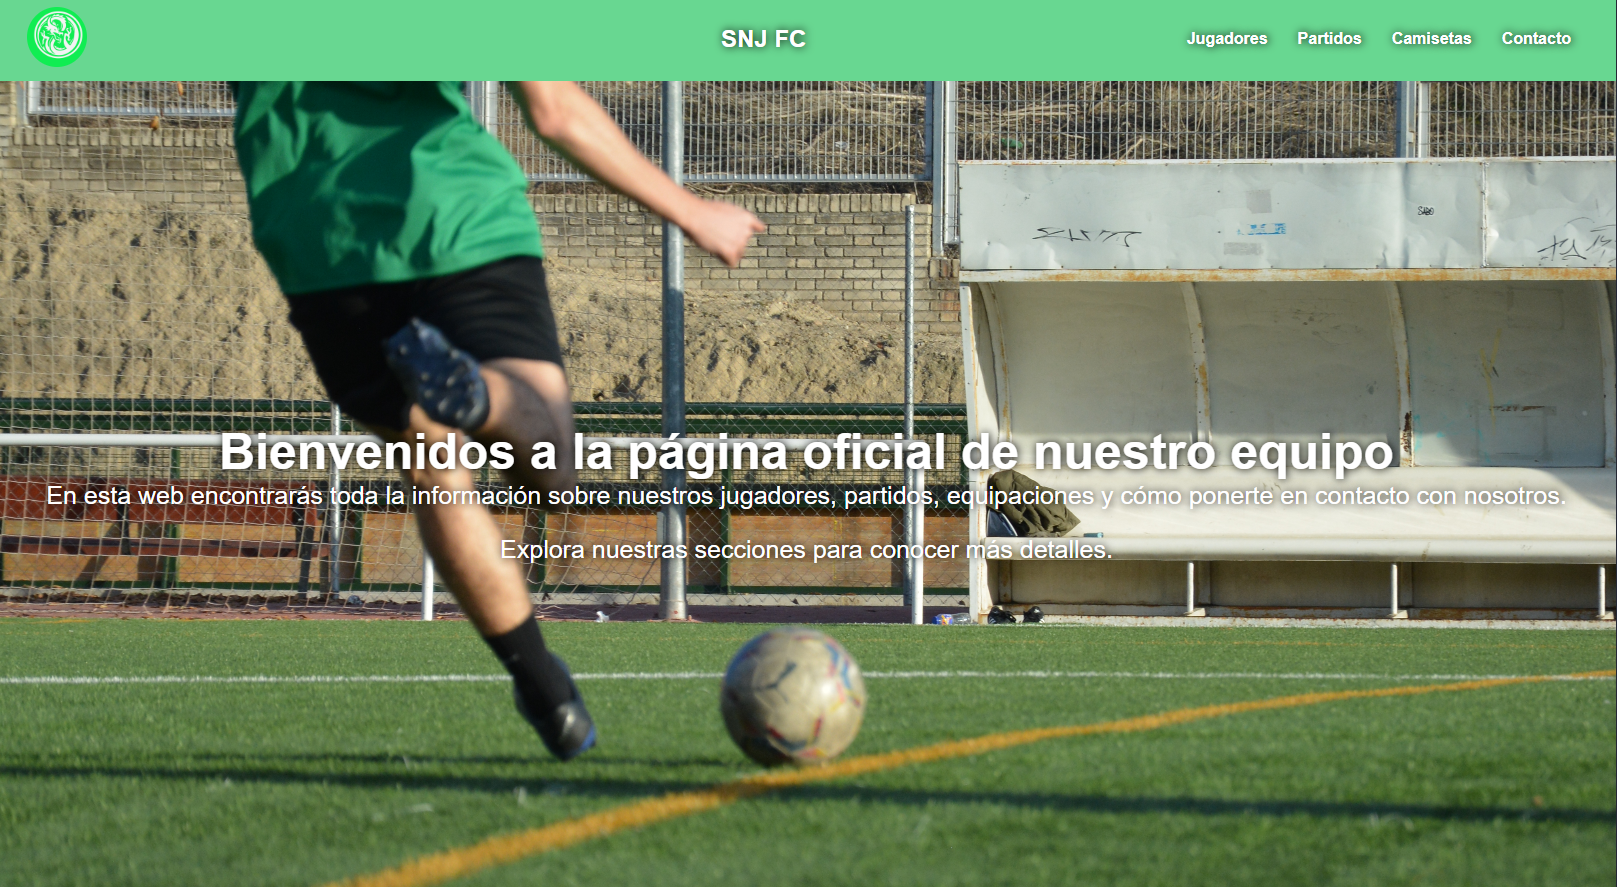 SNJ FC
Jugadores Partidos Camisetas Contacto
Bienvenidos a la página oficial de nuestro equipo
En esta web encontrarás toda la información sobre nuestros jugadores, partidos, equipaciones y cómo ponerte en contacto con nosotros.
Explora nuestras secciones para conocer más detalles.